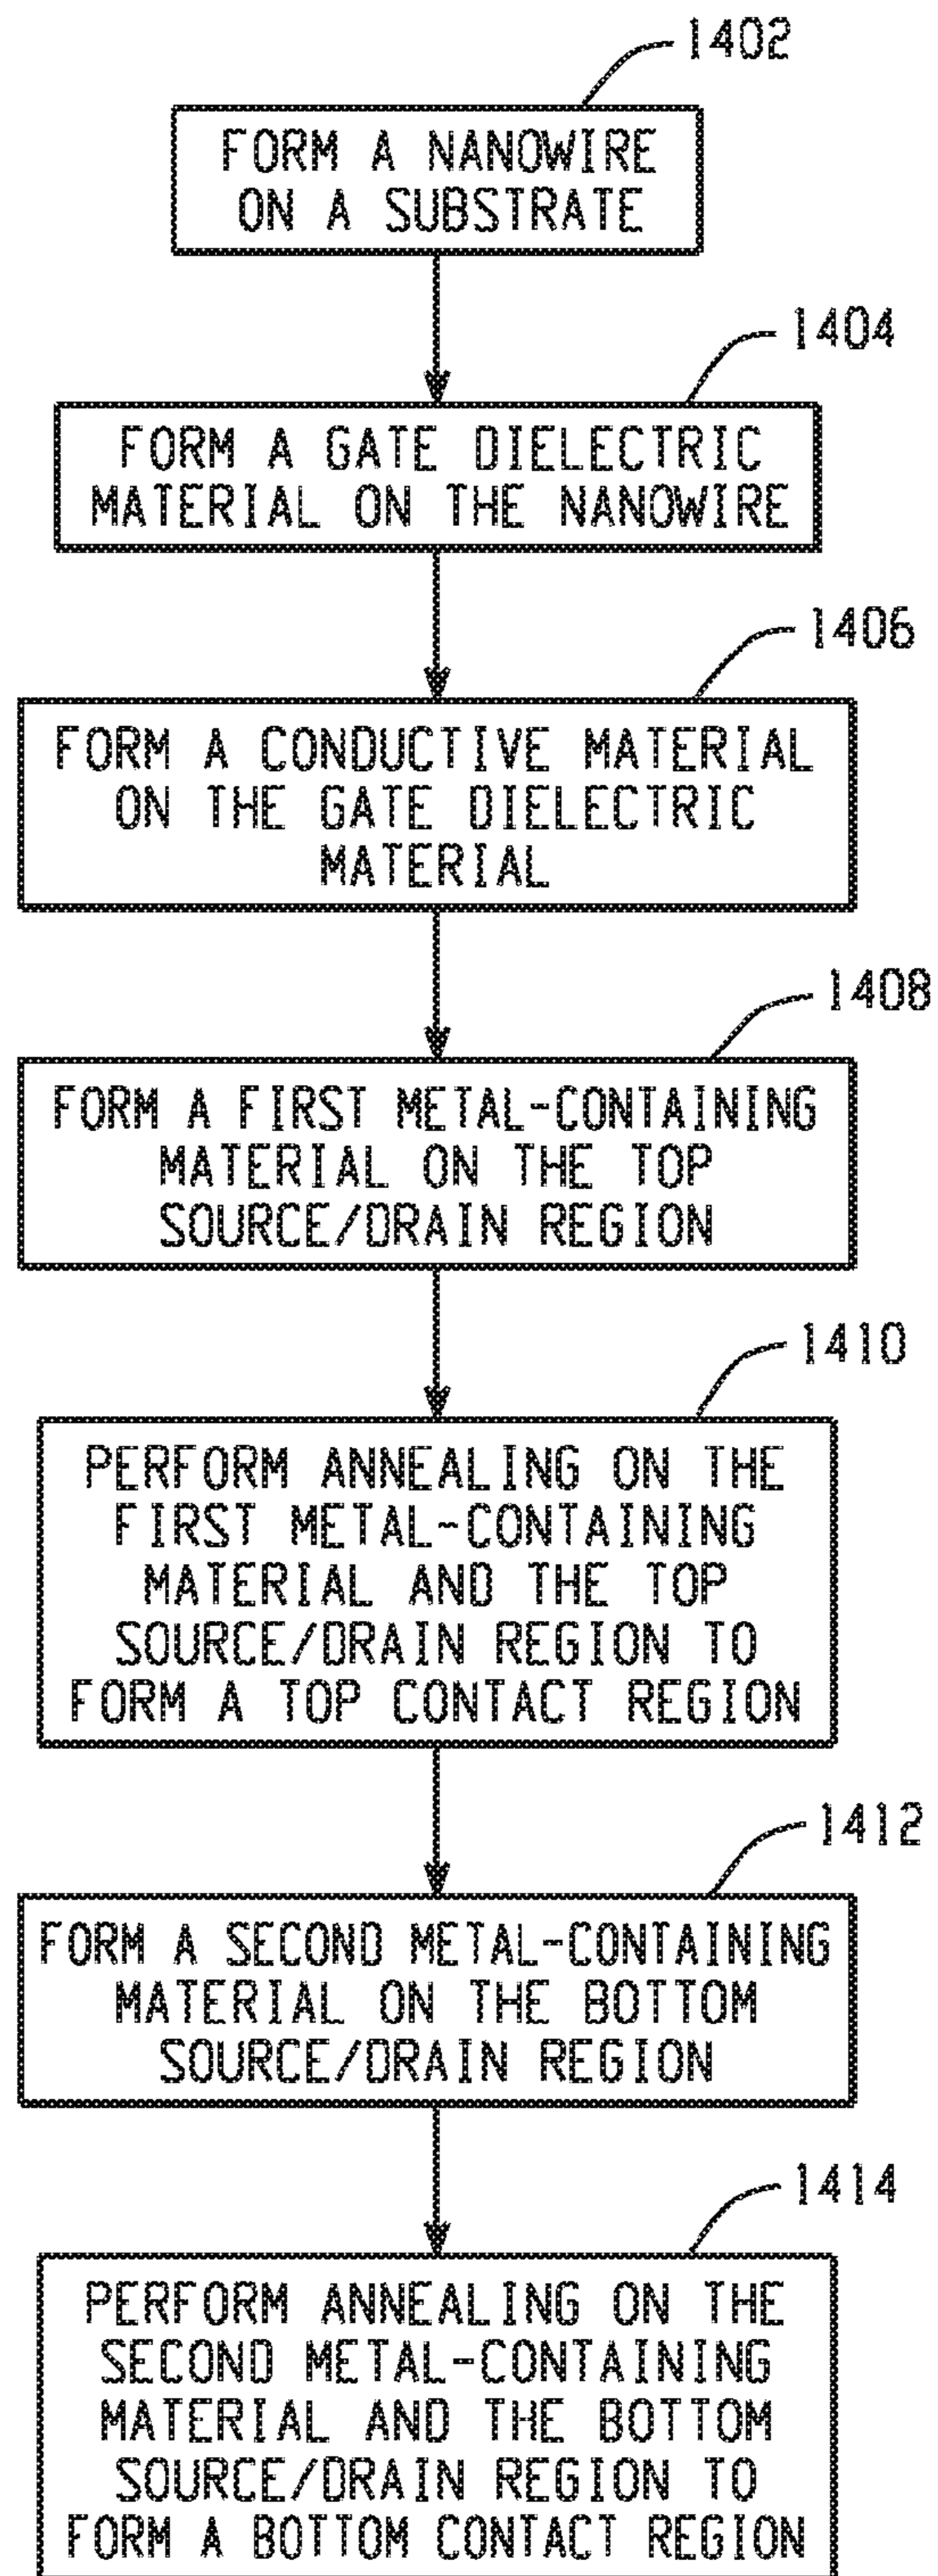 1402
FORM A NANOWIRE
ON A SUBSTRATE
1404
FORM A GATE DIELECTRIC
MATERIAL ON THE NANOWIRE
1406
FORM A CONDUCTIVE MATERIAL
ON THE GATE DIELECTRIC
MATERIAL
1408
FORM A FIRST METAL-CONTAINING
MATERIAL ON THE TOP
SOURCE/DRAIN REGION
1410
PERFORM ANNEALING ON THE
FIRST METAL-CONTAINING
MATERIAL AND THE TOP
SOURCE/DRAIN REGION TO
FORM A TOP CONTACT REGION
1412
FORM A SECOND METAL-CONTAINING
MATERIAL ON THE BOTTOM
SOURCE/DRAIN REGION
1414
PERFORM ANNEALING ON THE
SECOND METAL-CONTAINING
MATERIAL AND THE BOTTOM
SOURCE/DRAIN REGION TO
FORM A BOTTOM CONTACT REGION